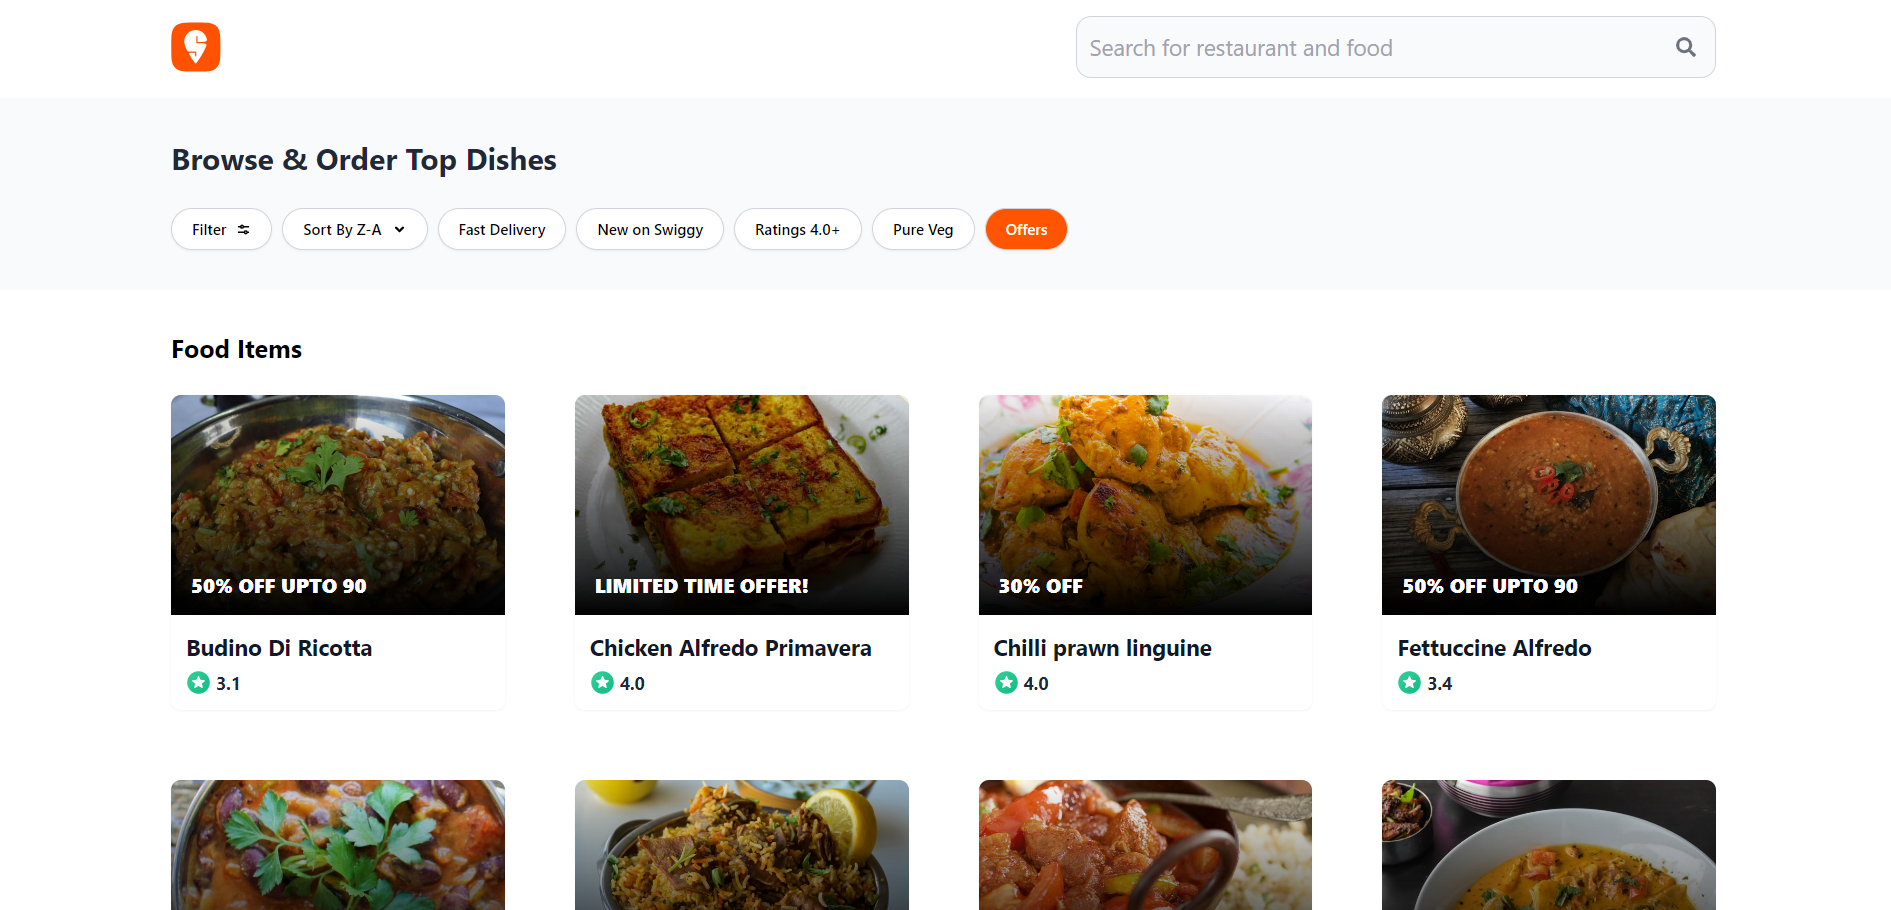 Search for restaurant and food
Browse & Order Top Dishes
Filter
Sort By Z-A
Fast Delivery
New on Swiggy
Ratings 4.0+
Pure Veg
Offers
Food Items
50% OFF UPTO 90
LIMITED TIME OFFER!
30% OFF
50% OFF UPTO 90
Budino Di Ricotta
Chicken Alfredo Primavera
Chilli prawn linguine
Fettuccine Alfredo
3.1
4.0
4.0
3.4